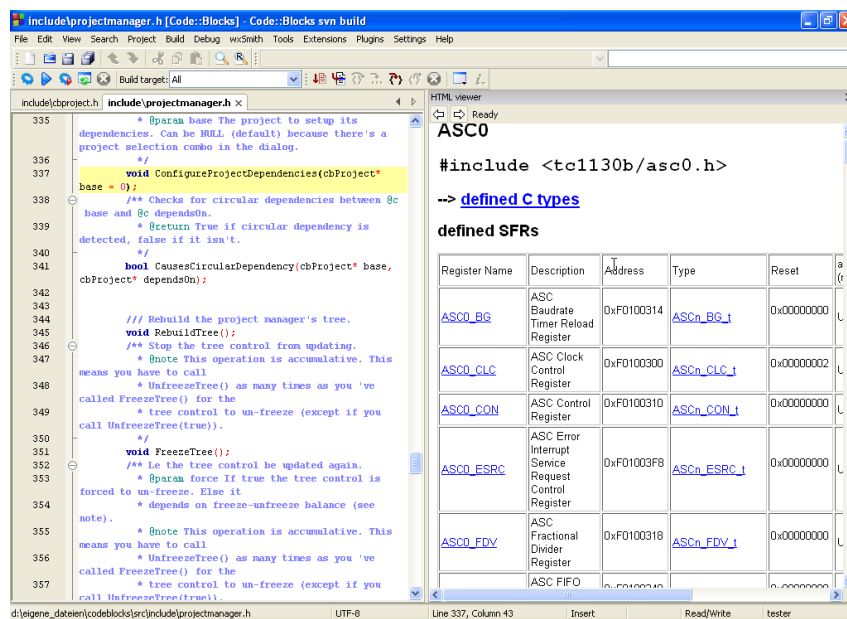 include\projectmanager.h [Code::Blocks] - Code::Blocks svn build
File Edit View Search Project Build Debug wxSmith Tools Extensions Plugins Settings Help
Build target: All
include\cbproject.h include\projectmanager.h
335 * @param base The project to setup its
dependencies. Can be NULL (default) because there's a
project selection combo in the dialog.
336 */
337 void ConfigureProjectDependencies(cbProject*
base = 0);
338 /** Checks for circular dependencies between @c
base and @c dependsOn.
339 * @return True if circular dependency is
detected, false if it isn't.
340 */
341 bool CausesCircularDependency(cbProject* base,
cbProject* dependsOn);
342
343
344 /// Rebuild the project manager's tree.
345 void RebuildTree();
346 /** Stop the tree control from updating.
347 * @note This operation is accumulative. This
means you have to call
348 * UnfreezeTree() as many times as you 've
called FreezeTree() for the
349 * tree control to un-freeze (except if you
call UnfreezeTree(true)).
350 */
351 void FreezeTree();
352 /** Le the tree control be updated again.
353 * @param force If true the tree control is
forced to un-freeze. Else it
354 * depends on freeze-unfreeze balance (see
note).
355 * @note This operation is accumulative. This
means you have to call
356 * UnfreezeTree() as many times as you 've
called FreezeTree() for the
357 * tree control to un-freeze (except if you
call UnfreezeTree(true)).
HTML viewer
Ready
ASC0
#include <tc1130b/asc0.h>
--> defined C types
defined SFRs
Register Name Description Address Type Reset
ASC0_BG ASC Baudrate Timer Reload Register 0xF0100314 ASCn_BG_t 0x00000000
ASC0_CLC ASC Clock Control Register 0xF0100300 ASCn_CLC_t 0x00000002
ASC0_CON ASC Control Register 0xF0100310 ASCn_CON_t 0x00000000
ASC0_ESRC ASC Error Interrupt Service Request Control Register 0xF01003F8 ASCn_ESRC_t 0x00000000
ASC0_FDV ASC Fractional Divider Register 0xF0100318 ASCn_FDV_t 0x00000000
ASC FIFO
d:\eigene_dateien\codeblocks\src\include\projectmanager.h UTF-8 Line 337, Column 43 Insert Read/Write tester